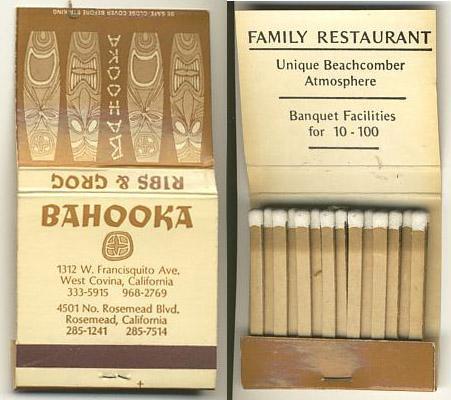 BE SAFE. CLOSE COVER BEFORE STRIKING
BAHOOKA
RIBS & GROG
BAHOOKA
1312 W. Francisquito Ave.
West Covina, California
333-5915 968-2769
4501 No. Rosemead Blvd.
Rosemead, California
285-1241 285-7514
FAMILY RESTAURANT
Unique Beachcomber
Atmosphere
Banquet Facilities
for 10 - 100